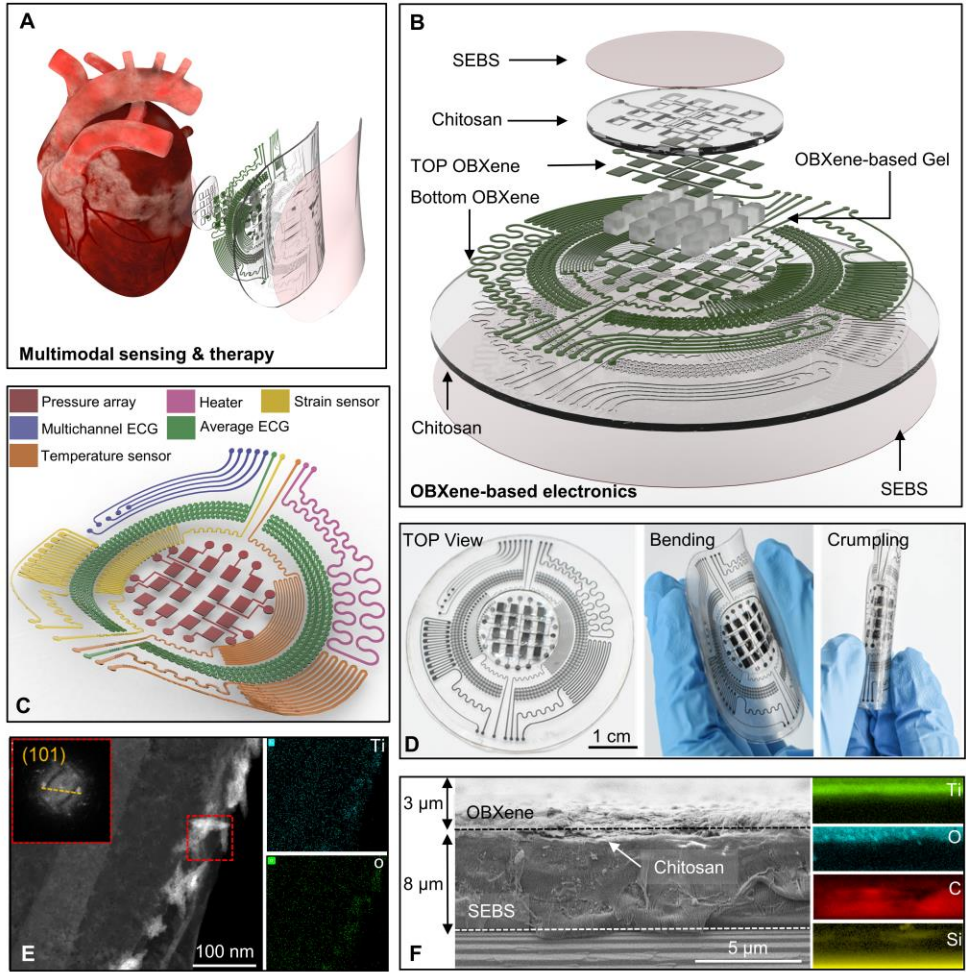 A
Multimodal sensing & therapy
B
SEBS
Chitosan
TOP OBXene
OBXene-based Gel
Bottom OBXene
Chitosan
SEBS
OBXene-based electronics
Pressure array
Heater
Strain sensor
Multichannel ECG
Average ECG
Temperature sensor
C
TOP View
Bending
Crumpling
D
1 cm
(101)
Ti
O
E
100 nm
3 µm
OBXene
Chitosan
8 µm
SEBS
F
5 µm
Ti
O
C
Si